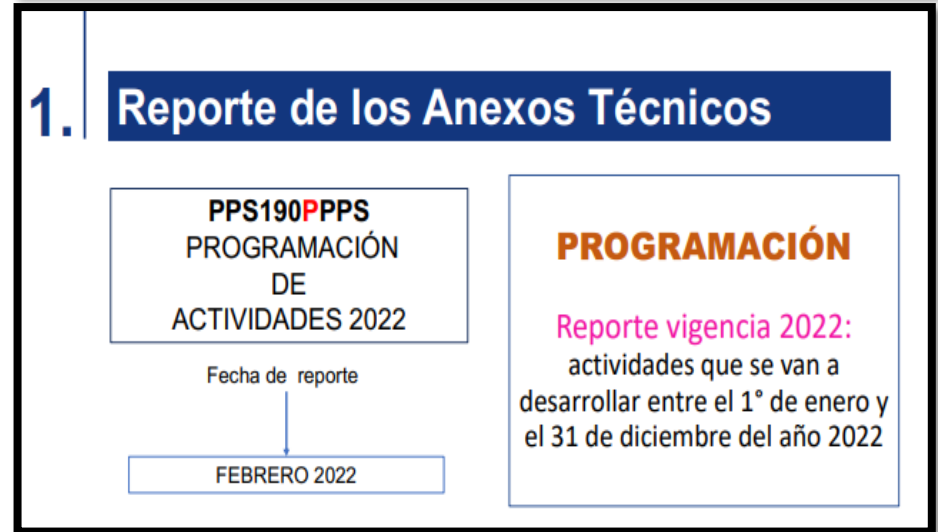 1. Reporte de los Anexos Técnicos
PPS190PPPS
PROGRAMACIÓN
DE
ACTIVIDADES 2022
Fecha de reporte
FEBRERO 2022
PROGRAMACIÓN
Reporte vigencia 2022:
actividades que se van a
desarrollar entre el 1° de enero y
el 31 de diciembre del año 2022